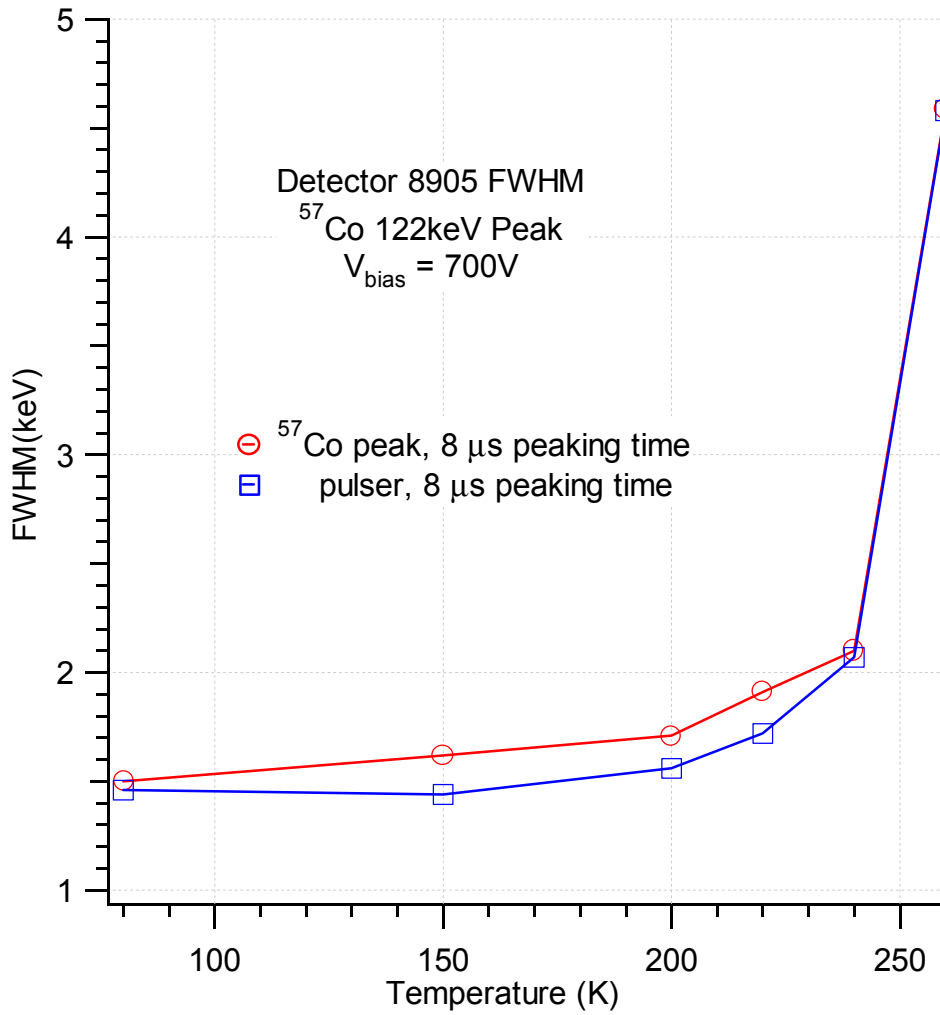 5
4
3
2
1
FWHM(keV)
Detector 8905 FWHM
⁵⁷Co 122keV Peak
V_bias = 700V
⁵⁷Co peak, 8 μs peaking time
pulser, 8 μs peaking time
100 150 200 250
Temperature (K)